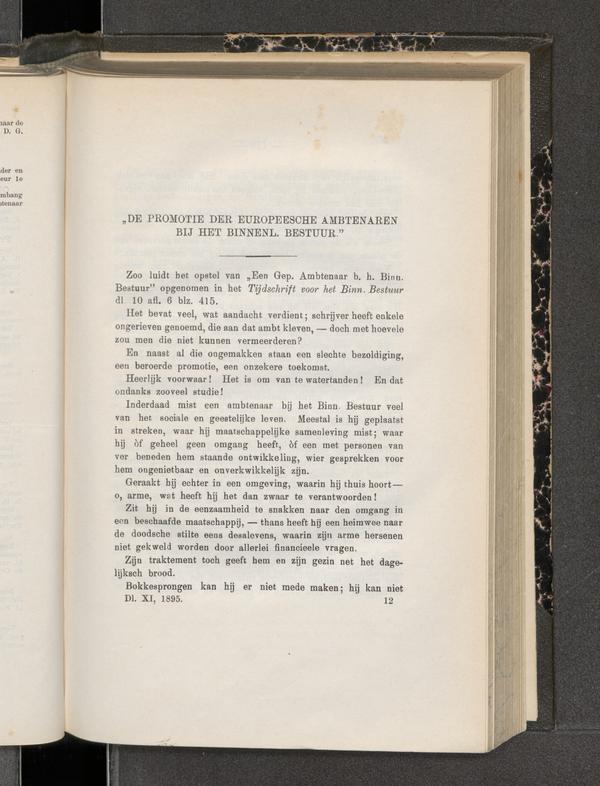 naar de
D. G.
der en
eur 1e
mbang
btenaar
„DE PROMOTIE DER EUROPEESCHE AMBTENAREN
BIJ HET BINNENL. BESTUUR.”
Zoo luidt het opstel van „Een Gep. Ambtenaar b. h. Binn.
Bestuur” opgenomen in het Tijdschrift voor het Binn. Bestuur
dl. 10 afl. 6 blz. 415.
Het bevat veel, wat aandacht verdient; schrijver heeft enkele
ongerieven genoemd, die aan dat ambt kleven, — doch met hoevele
zou men die niet kunnen vermeerderen?
En naast al die ongemakken staan een slechte bezoldiging,
een beroerde promotie, een onzekere toekomst.
Heerlijk voorwaar! Het is om van te watertanden! En dat
ondanks zooveel studie!
Inderdaad mist een ambtenaar bij het Binn. Bestuur veel
van het sociale en geestelijke leven. Meestal is hij geplaatst
in streken, waar hij maatschappelijke samenleving mist; waar
hij òf geheel geen omgang heeft, òf een met personen van
ver beneden hem staande ontwikkeling, wier gesprekken voor
hem ongenietbaar en onverkwikkelijk zijn.
Geraakt hij echter in een omgeving, waarin hij thuis hoort—
o, arme, wat heeft hij het dan zwaar te verantwoorden!
Zit hij in de eenzaamheid te snakken naar den omgang in
een beschaafde maatschappij, — thans heeft hij een heimwee naar
de doodsche stilte eens desalevens, waarin zijn arme hersenen
niet gekweld worden door allerlei financieele vragen.
Zijn traktement toch geeft hem en zijn gezin net het dage-
lijksch brood.
Bokkesprongen kan hij er niet mede maken; hij kan niet
Dl. XI, 1895. 12